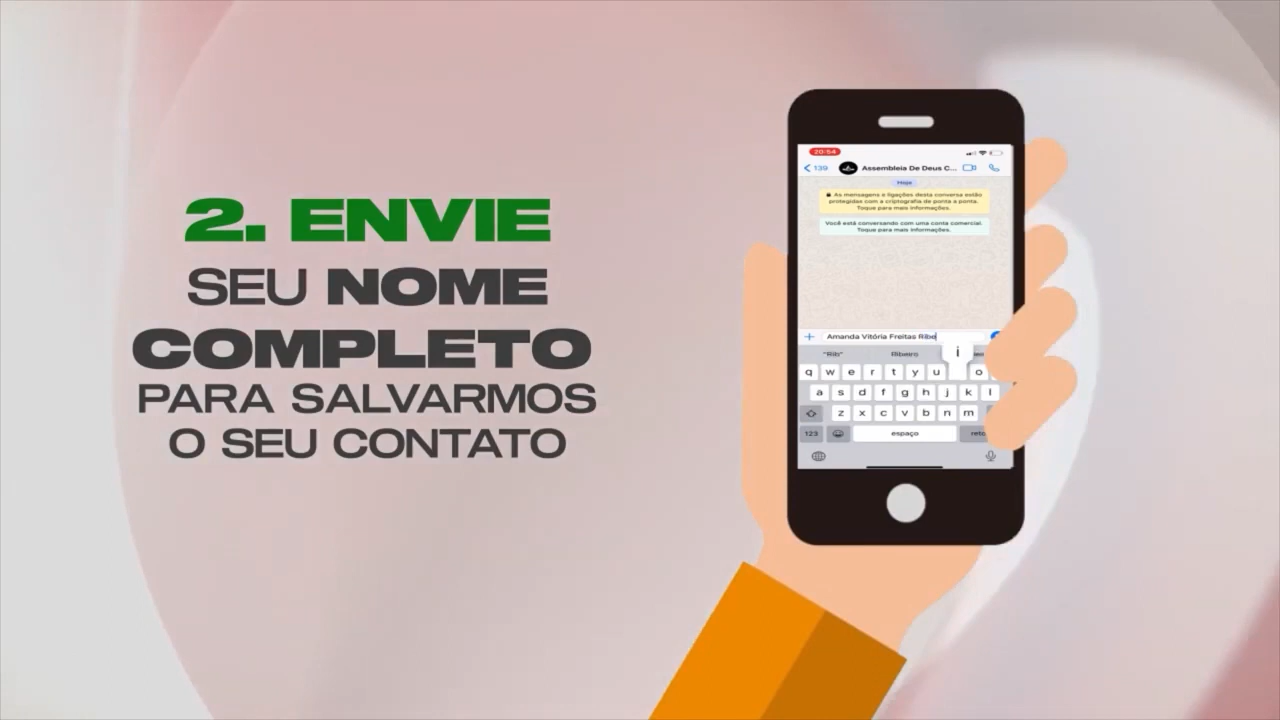 2. ENVIE
SEU NOME
COMPLETO
PARA SALVARMOS
O SEU CONTATO
20:54
139 Assembleia De Deus C...
Hoje
As mensagens e ligações desta conversa estão
protegidas com a criptografia de ponta a ponta.
Toque para mais informações.
Você está conversando com uma conta comercial.
Toque para mais informações.
Amanda Vitória Freitas Ribe
"Rib" Ribeiro
i
q w e r t y u o
a s d f g h j k l
z x c v b n m
123 espaço